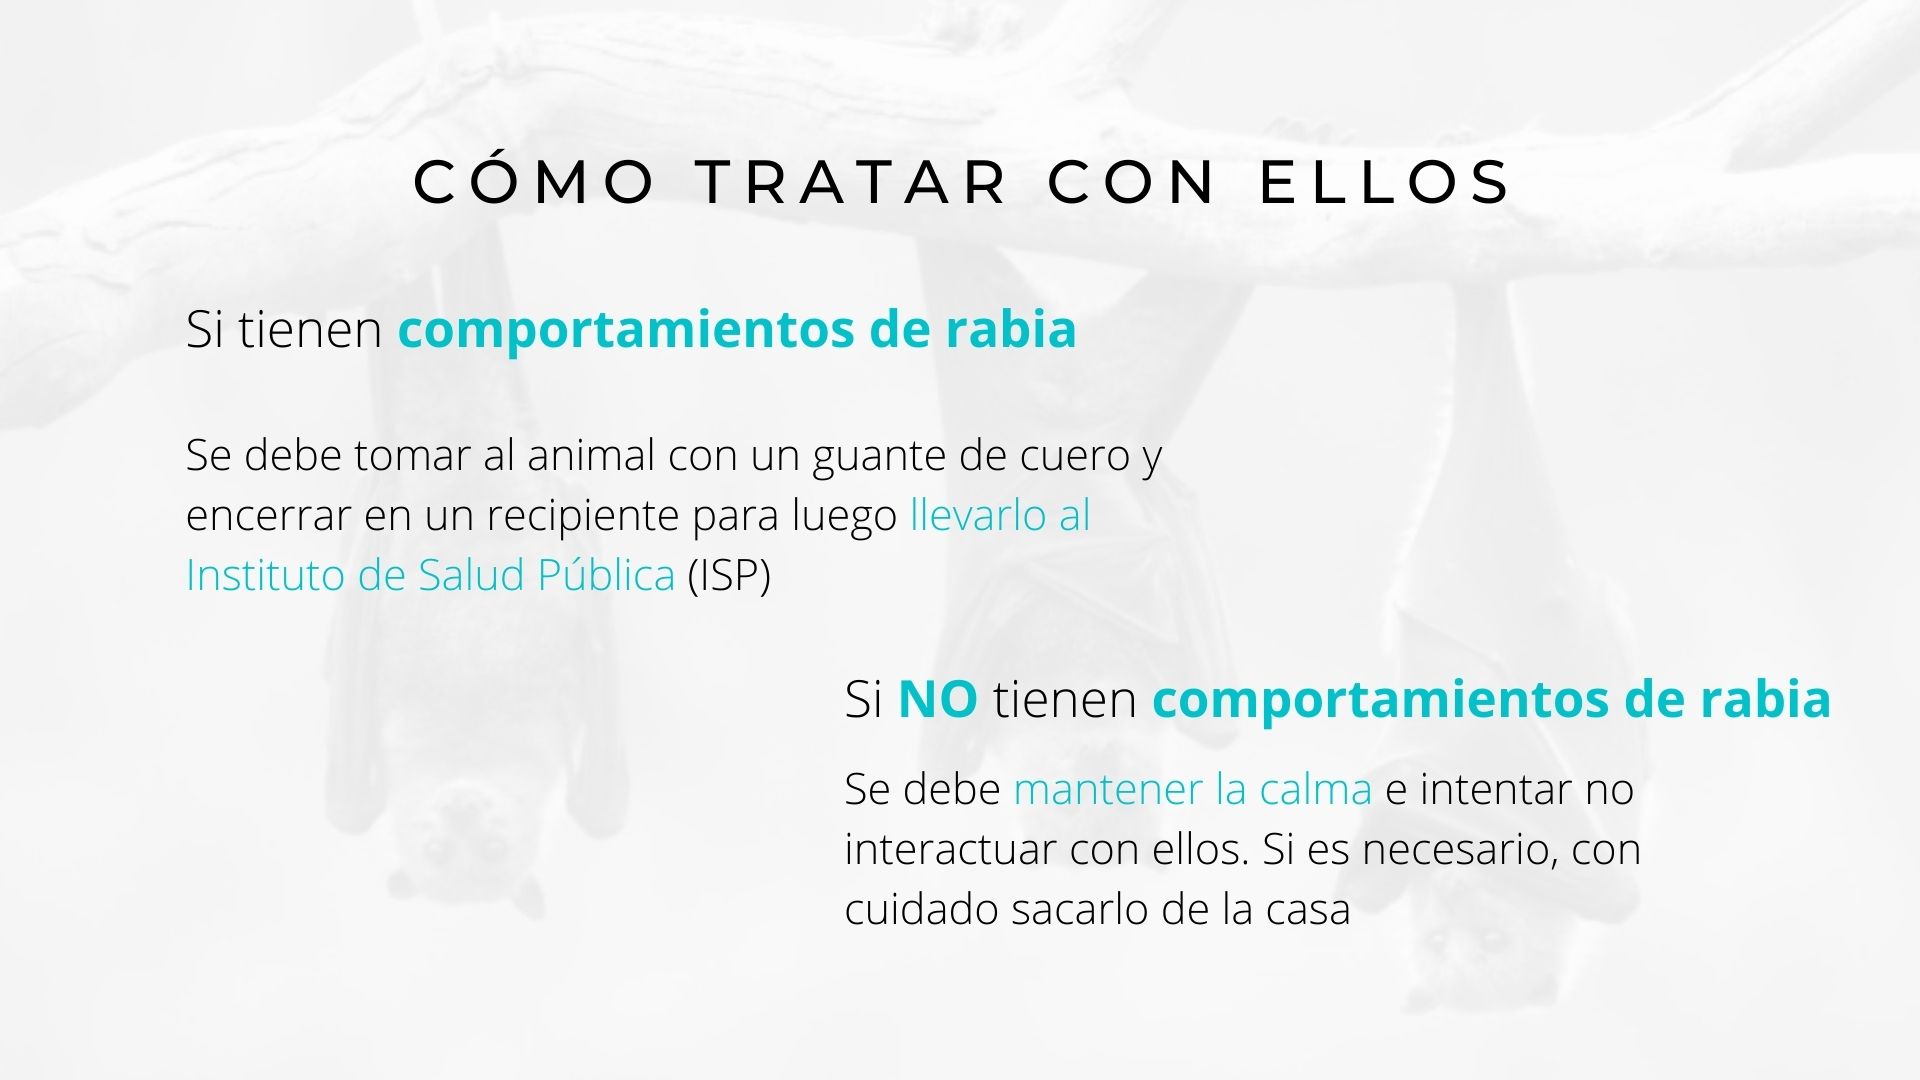 CÓMO TRATAR CON ELLOS
Si tienen comportamientos de rabia
Se debe tomar al animal con un guante de cuero y
encerrar en un recipiente para luego llevarlo al
Instituto de Salud Pública (ISP)
Si NO tienen comportamientos de rabia
Se debe mantener la calma e intentar no
interactuar con ellos. Si es necesario, con
cuidado sacarlo de la casa